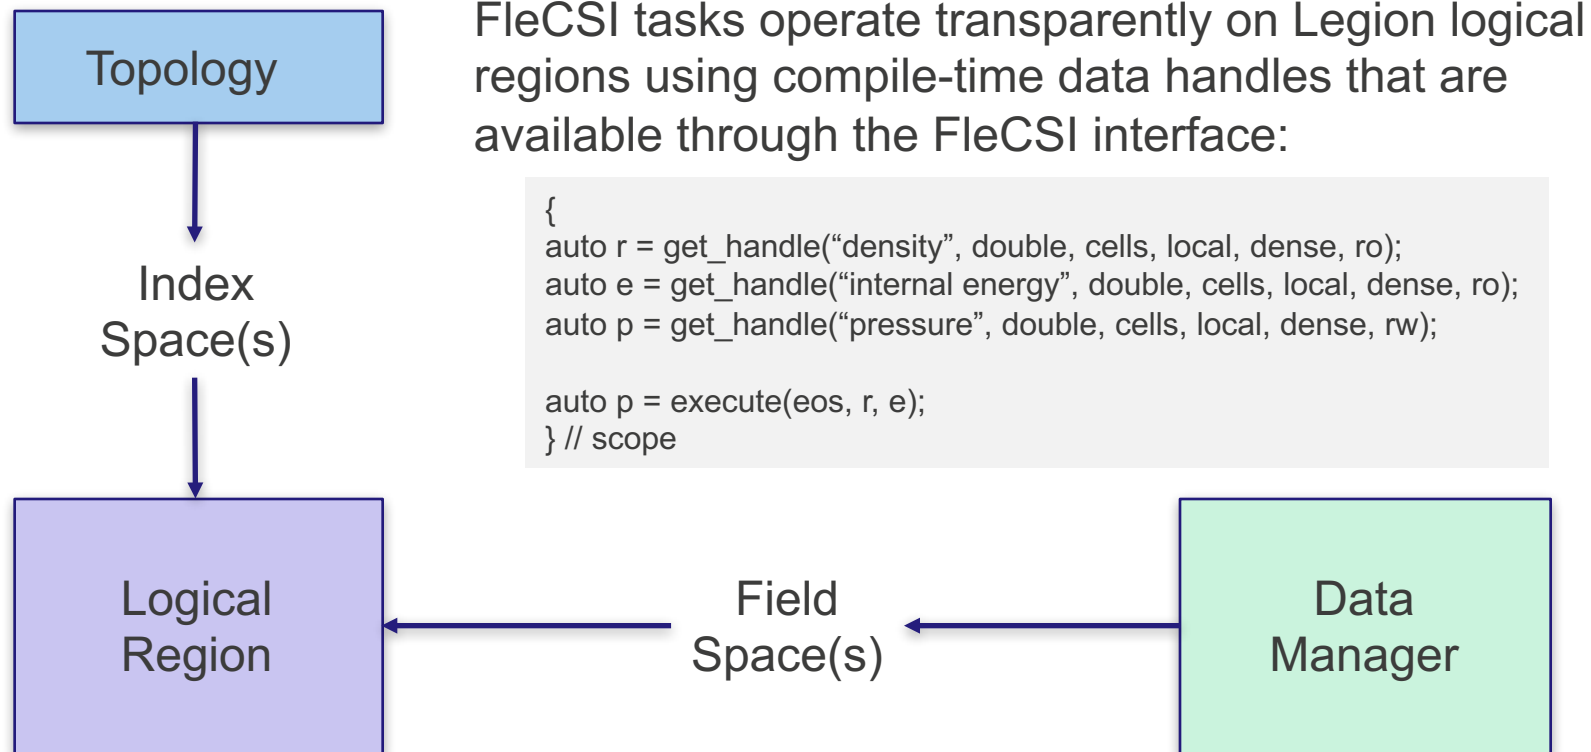 Topology
FleCSI tasks operate transparently on Legion logical
regions using compile-time data handles that are
available through the FleCSI interface:
{
auto r = get_handle(“density”, double, cells, local, dense, ro);
auto e = get_handle(“internal energy”, double, cells, local, dense, ro);
auto p = get_handle(“pressure”, double, cells, local, dense, rw);
auto p = execute(eos, r, e);
} // scope
Index
Space(s)
Logical
Region
Field
Space(s)
Data
Manager